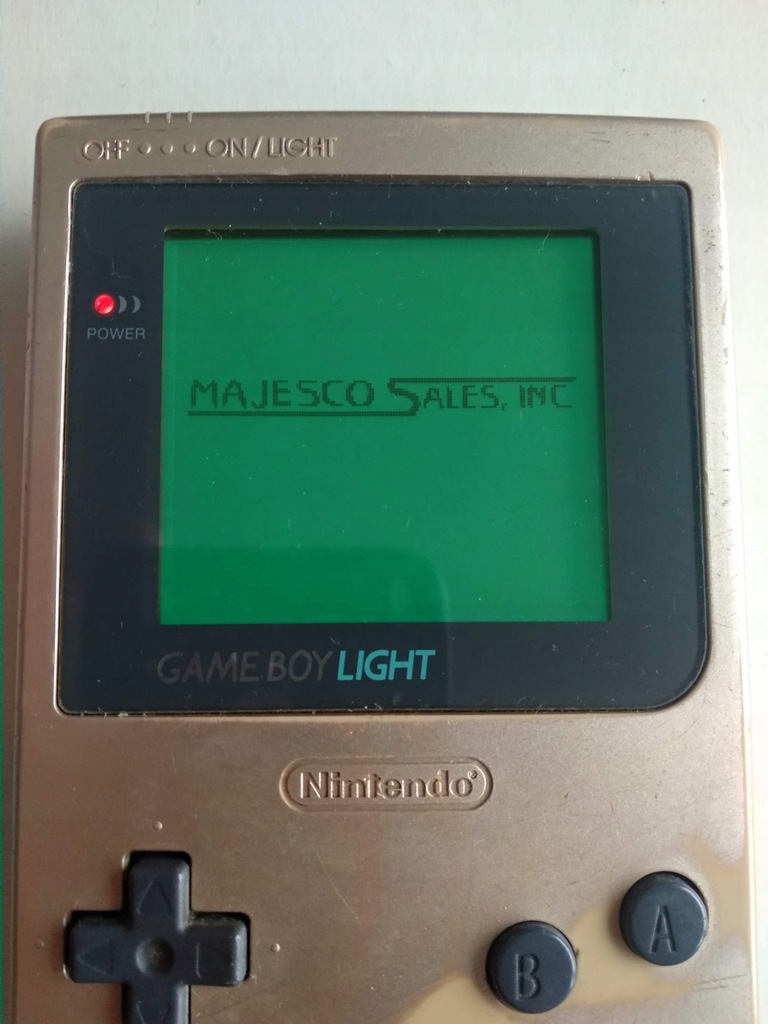 OFF ON/LIGHT
POWER
MAJESCO SALES, INC
GAME BOY LIGHT
Nintendo®
A
B